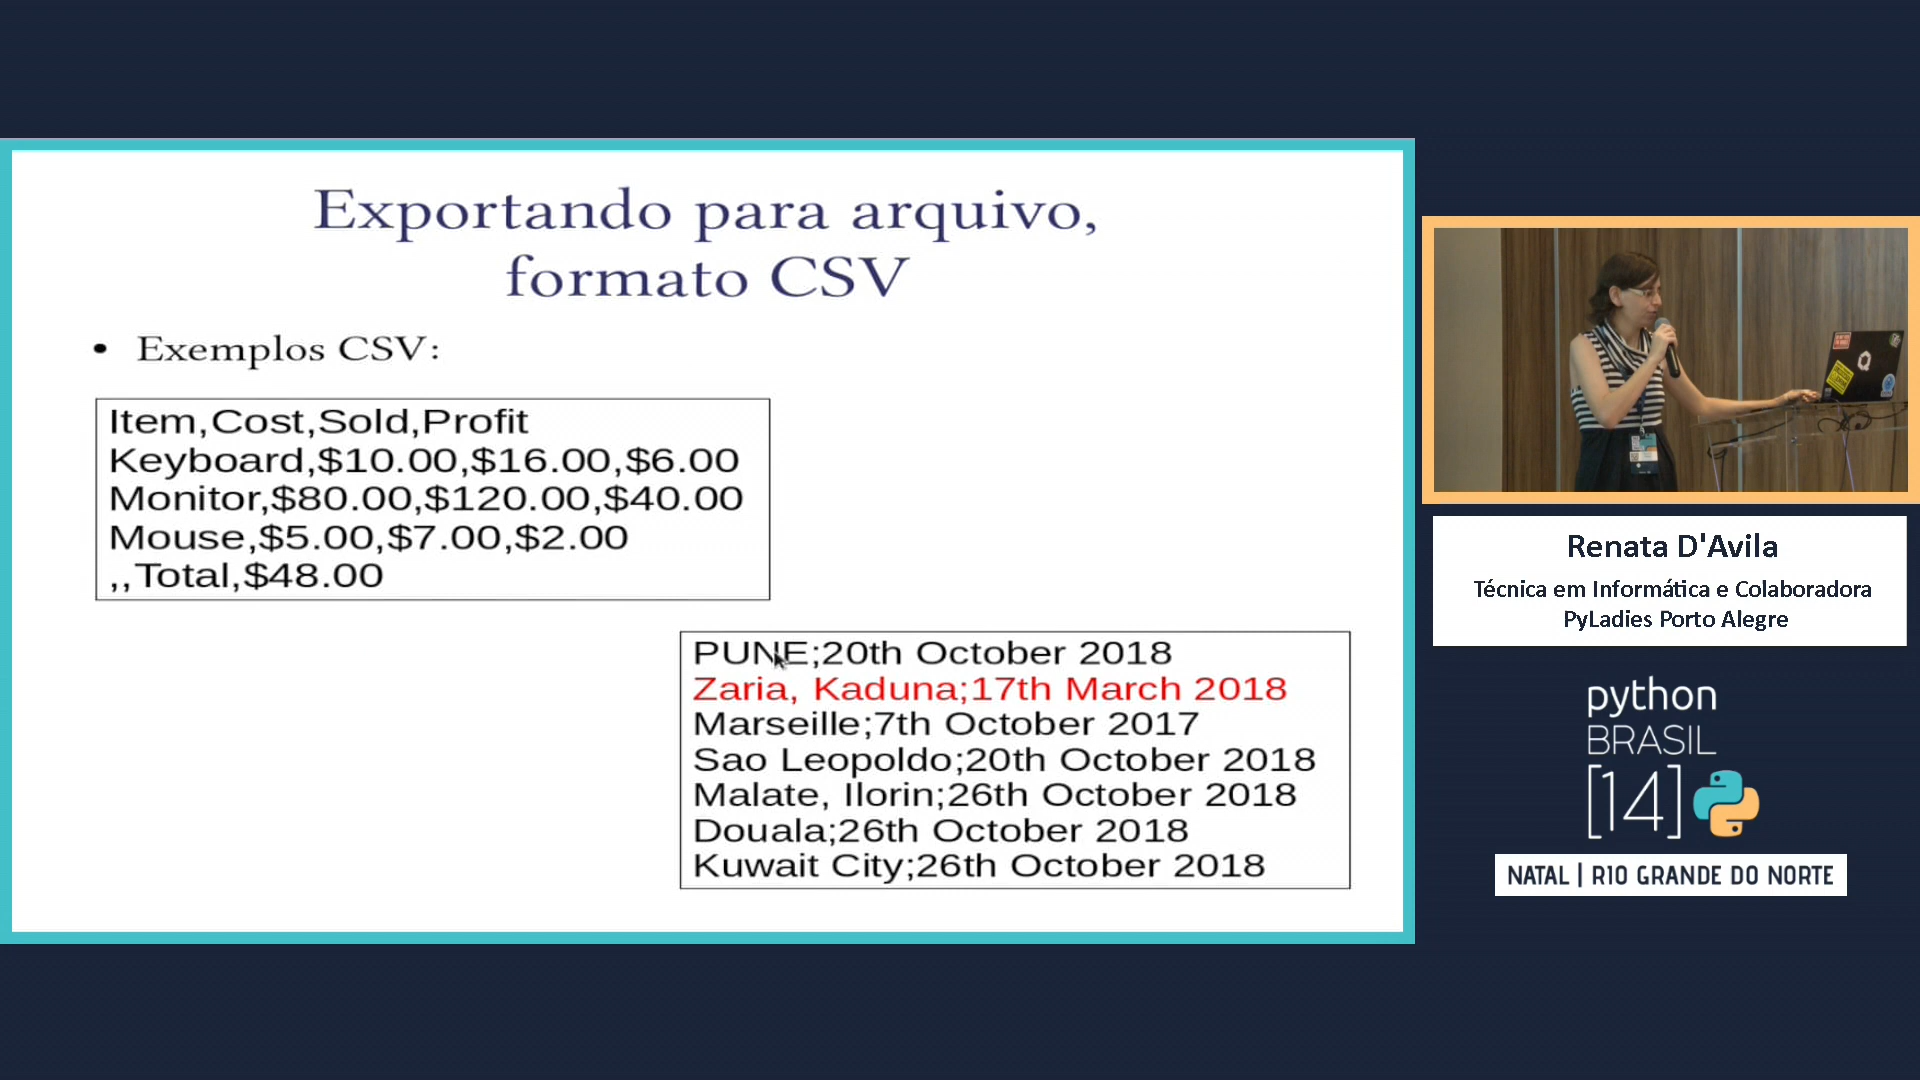 Exportando para arquivo,
formato CSV
• Exemplos CSV:
Item,Cost,Sold,Profit
Keyboard,$10.00,$16.00,$6.00
Monitor,$80.00,$120.00,$40.00
Mouse,$5.00,$7.00,$2.00
,,Total,$48.00
PUNE;20th October 2018
Zaria, Kaduna;17th March 2018
Marseille;7th October 2017
Sao Leopoldo;20th October 2018
Malate, Ilorin;26th October 2018
Douala;26th October 2018
Kuwait City;26th October 2018
Renata D'Avila
Técnica em Informática e Colaboradora
PyLadies Porto Alegre
python
BRASIL
[14]
NATAL | RIO GRANDE DO NORTE